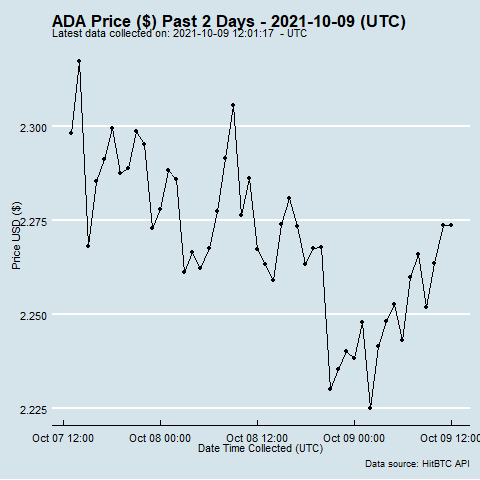 ADA Price ($) Past 2 Days - 2021-10-09 (UTC)
Latest data collected on: 2021-10-09 12:01:17  - UTC
Price USD ($)
2.300
2.275
2.250
2.225
Oct 07 12:00 Oct 08 00:00 Oct 08 12:00 Oct 09 00:00 Oct 09 12:00
Date Time Collected (UTC)
Data source: HitBTC API